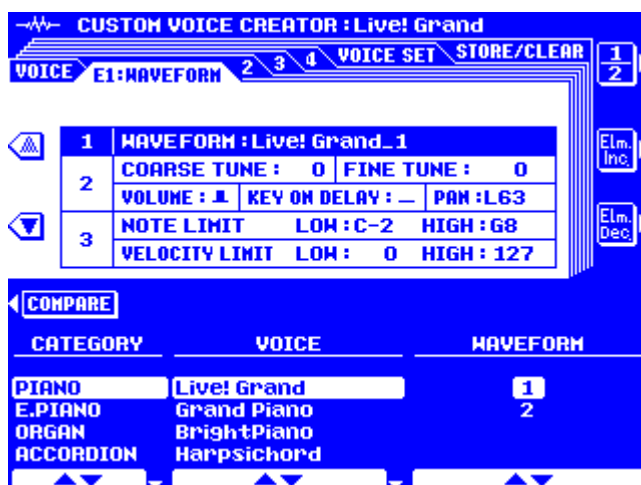 CUSTOM VOICE CREATOR :Live! Grand
VOICE E1:WAVEFORM 2 3 4 VOICE SET STORE/CLEAR
1
2
1 WAVEFORM :Live! Grand_1
Elm. Inc.
2 COARSE TUNE : 0 FINE TUNE : 0
VOLUME : KEY ON DELAY : PAN :L63
Elm. Dec.
3 NOTE LIMIT LOW :C-2 HIGH :G8
VELOCITY LIMIT LOW : 0 HIGH : 127
COMPARE
CATEGORY VOICE WAVEFORM
PIANO Live! Grand 1
E.PIANO Grand Piano 2
ORGAN BrightPiano
ACCORDION Harpsichord